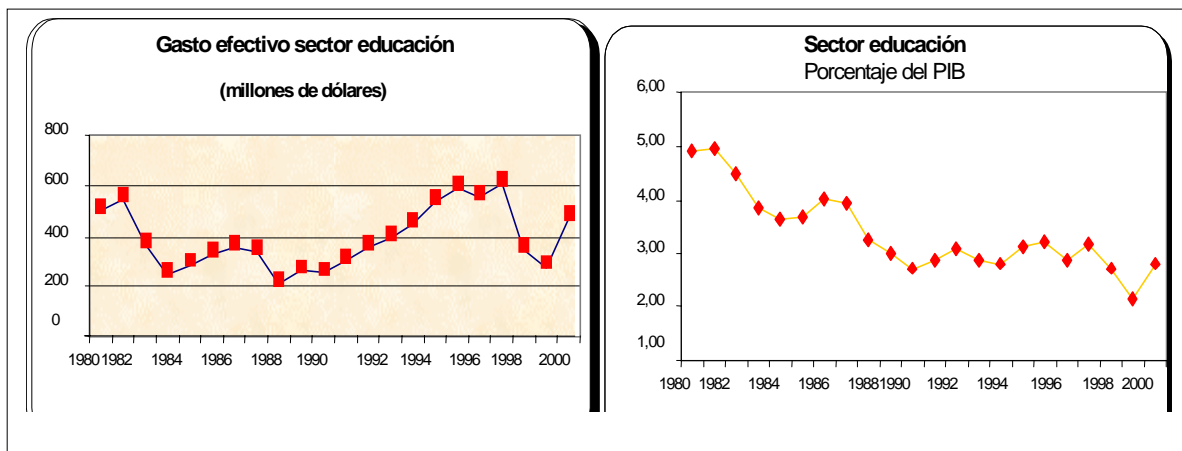 Gasto efectivo sector educación
(millones de dólares)
800
600
400
200
0
1980 1982 1984 1986 1988 1990 1992 1994 1996 1998 2000
Sector educación
Porcentaje del PIB
6,00
5,00
4,00
3,00
2,00
1,00
1980 1982 1984 1986 1988 1990 1992 1994 1996 1998 2000